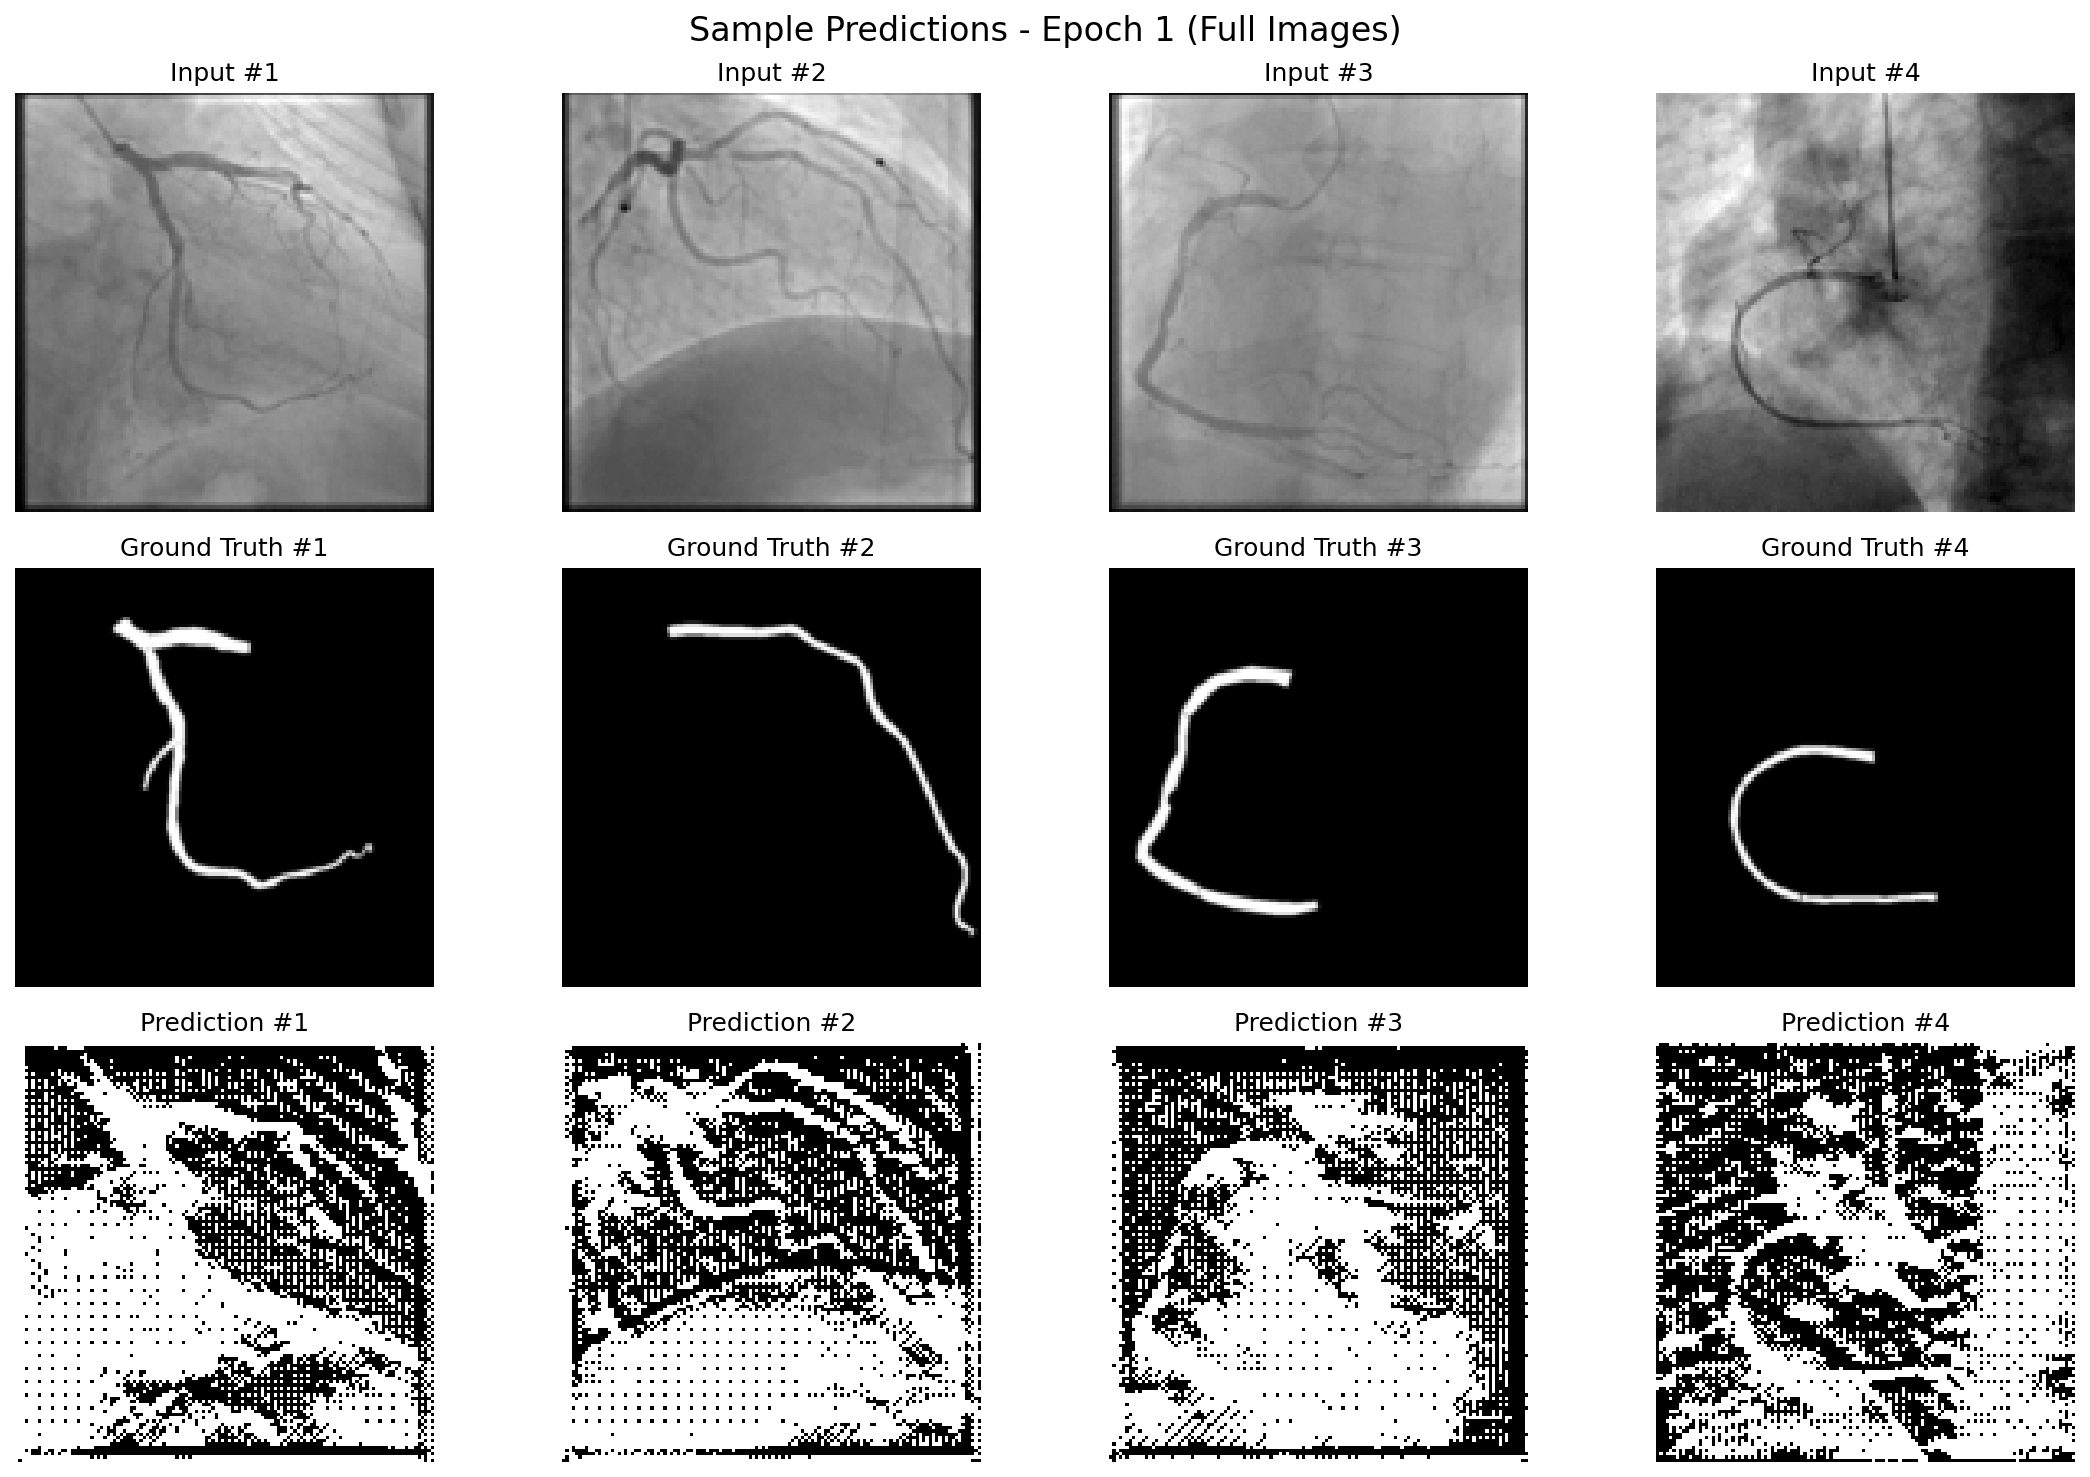 Sample Predictions - Epoch 1 (Full Images)
Input #1
Input #2
Input #3
Input #4
Ground Truth #1
Ground Truth #2
Ground Truth #3
Ground Truth #4
Prediction #1
Prediction #2
Prediction #3
Prediction #4